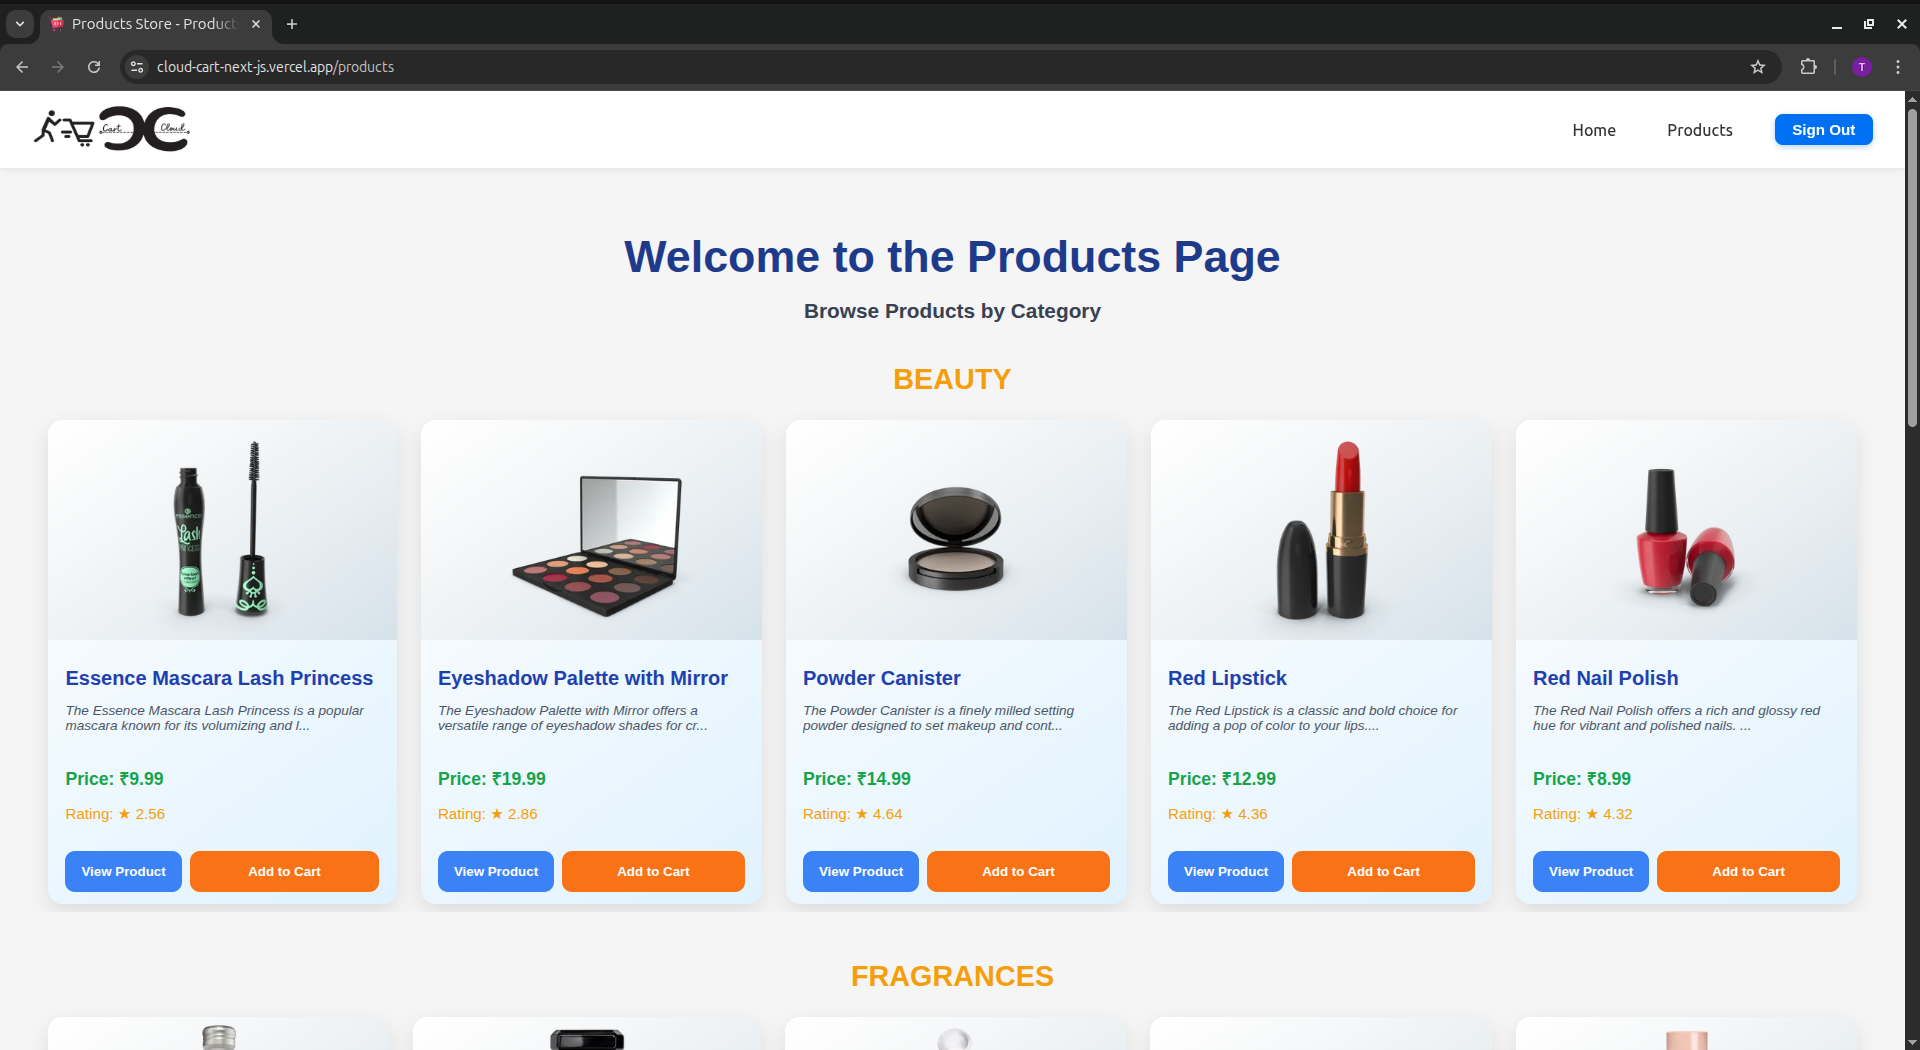 Products Store - Product
cloud-cart-next-js.vercel.app/products
T
Cart Cloud
Home
Products
Sign Out
Welcome to the Products Page
Browse Products by Category
BEAUTY
essence
Lash
PRINCESS
Essence Mascara Lash Princess
The Essence Mascara Lash Princess is a popular
mascara known for its volumizing and l...
Price: ₹9.99
Rating: ★ 2.56
View Product
Add to Cart
Eyeshadow Palette with Mirror
The Eyeshadow Palette with Mirror offers a
versatile range of eyeshadow shades for cr...
Price: ₹19.99
Rating: ★ 2.86
View Product
Add to Cart
Powder Canister
The Powder Canister is a finely milled setting
powder designed to set makeup and cont...
Price: ₹14.99
Rating: ★ 4.64
View Product
Add to Cart
Red Lipstick
The Red Lipstick is a classic and bold choice for
adding a pop of color to your lips....
Price: ₹12.99
Rating: ★ 4.36
View Product
Add to Cart
Red Nail Polish
The Red Nail Polish offers a rich and glossy red
hue for vibrant and polished nails. ...
Price: ₹8.99
Rating: ★ 4.32
View Product
Add to Cart
FRAGRANCES